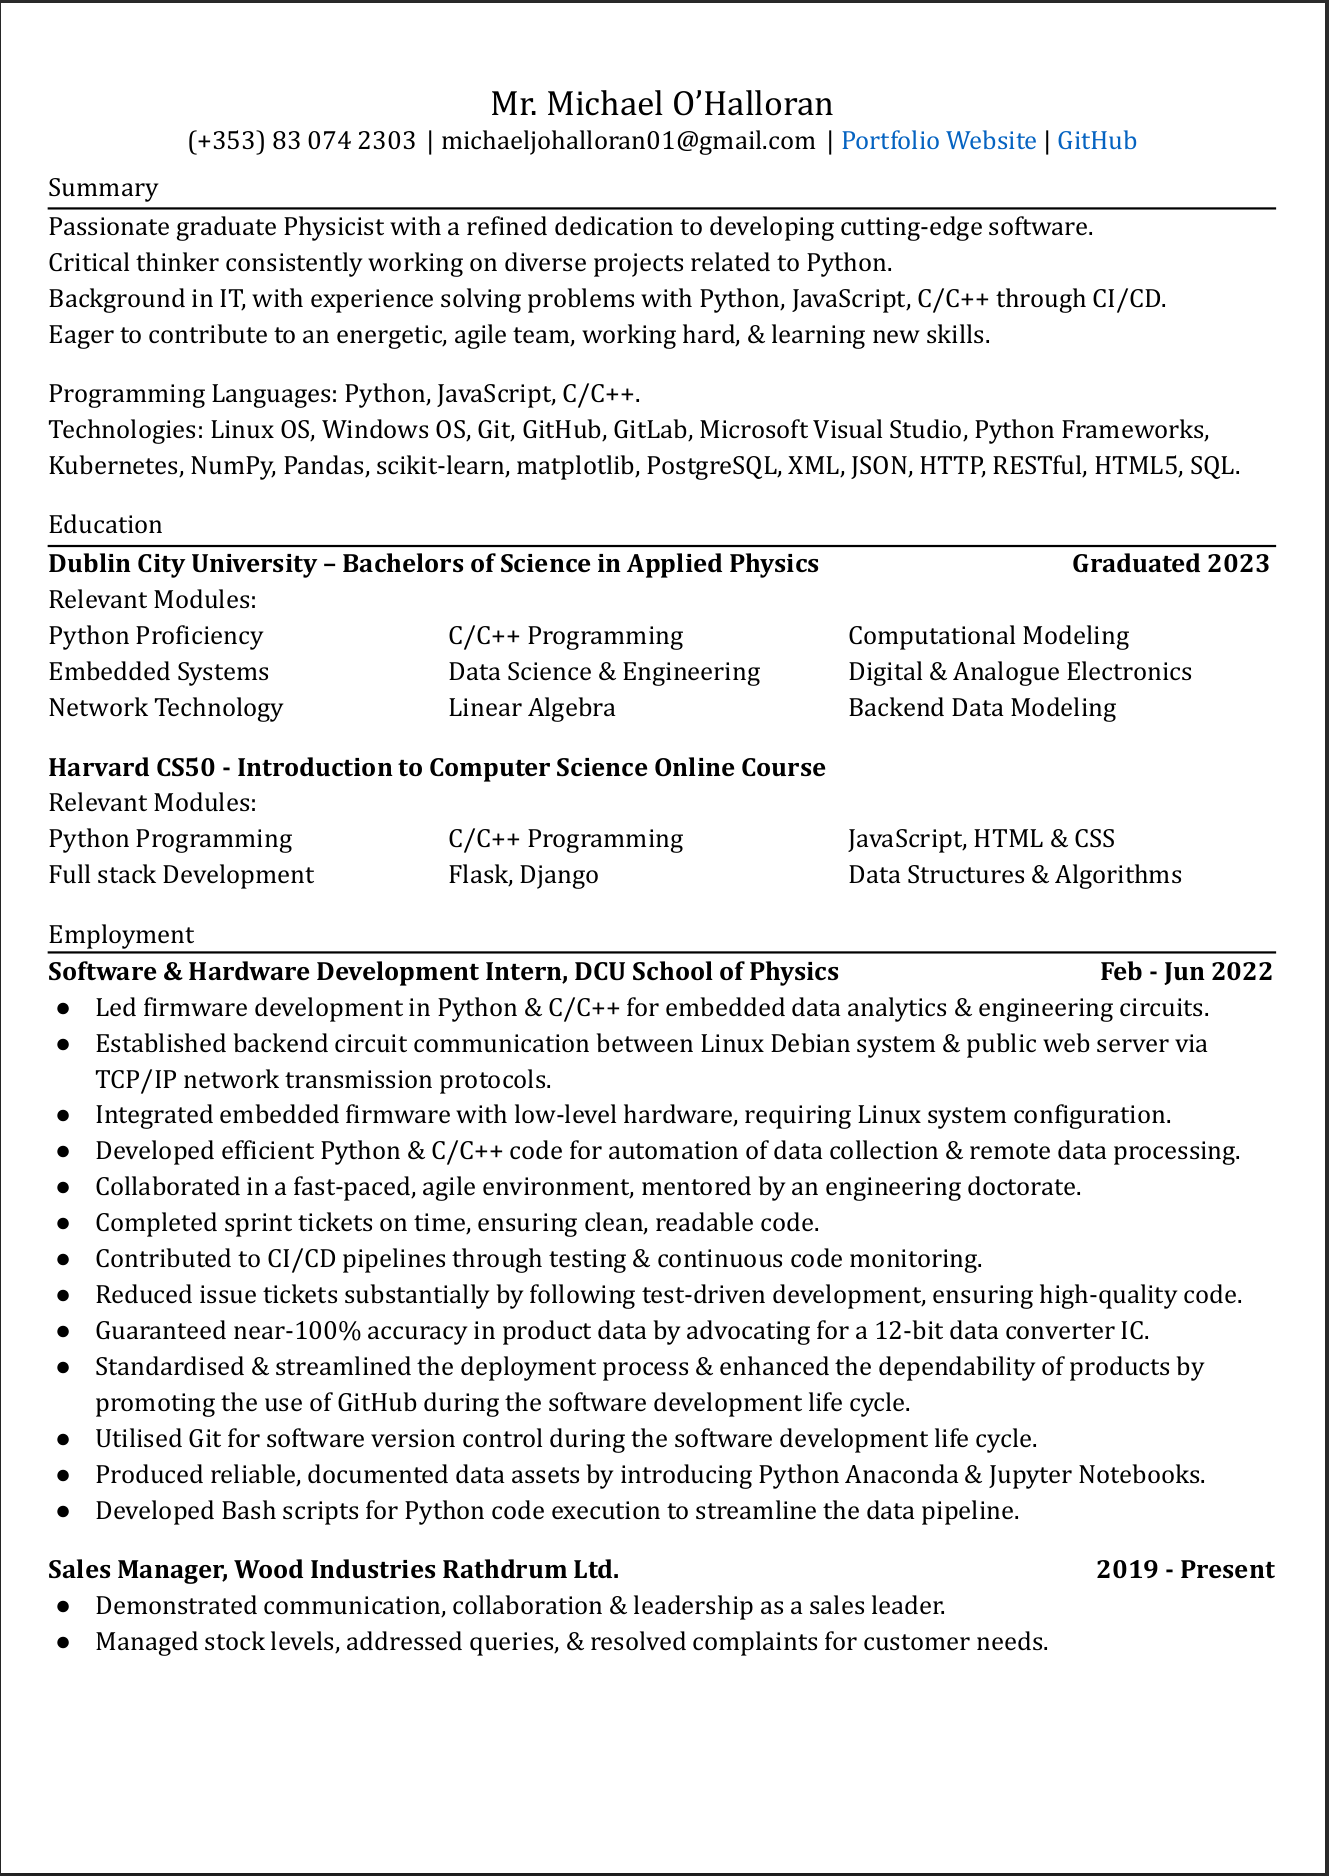 Mr. Michael O’Halloran
(+353) 83 074 2303 | michaeljohalloran01@gmail.com | Portfolio Website | GitHub
Summary
Passionate graduate Physicist with a refined dedication to developing cutting-edge software.
Critical thinker consistently working on diverse projects related to Python.
Background in IT, with experience solving problems with Python, JavaScript, C/C++ through CI/CD.
Eager to contribute to an energetic, agile team, working hard, & learning new skills.
Programming Languages: Python, JavaScript, C/C++.
Technologies: Linux OS, Windows OS, Git, GitHub, GitLab, Microsoft Visual Studio, Python Frameworks,
Kubernetes, NumPy, Pandas, scikit-learn, matplotlib, PostgreSQL, XML, JSON, HTTP, RESTful, HTML5, SQL.
Education
Dublin City University – Bachelors of Science in Applied Physics Graduated 2023
Relevant Modules:
Python Proficiency C/C++ Programming Computational Modeling
Embedded Systems Data Science & Engineering Digital & Analogue Electronics
Network Technology Linear Algebra Backend Data Modeling
Harvard CS50 - Introduction to Computer Science Online Course
Relevant Modules:
Python Programming C/C++ Programming JavaScript, HTML & CSS
Full stack Development Flask, Django Data Structures & Algorithms
Employment
Software & Hardware Development Intern, DCU School of Physics Feb - Jun 2022
● Led firmware development in Python & C/C++ for embedded data analytics & engineering circuits.
● Established backend circuit communication between Linux Debian system & public web server via
TCP/IP network transmission protocols.
● Integrated embedded firmware with low-level hardware, requiring Linux system configuration.
● Developed efficient Python & C/C++ code for automation of data collection & remote data processing.
● Collaborated in a fast-paced, agile environment, mentored by an engineering doctorate.
● Completed sprint tickets on time, ensuring clean, readable code.
● Contributed to CI/CD pipelines through testing & continuous code monitoring.
● Reduced issue tickets substantially by following test-driven development, ensuring high-quality code.
● Guaranteed near-100% accuracy in product data by advocating for a 12-bit data converter IC.
● Standardised & streamlined the deployment process & enhanced the dependability of products by
promoting the use of GitHub during the software development life cycle.
● Utilised Git for software version control during the software development life cycle.
● Produced reliable, documented data assets by introducing Python Anaconda & Jupyter Notebooks.
● Developed Bash scripts for Python code execution to streamline the data pipeline.
Sales Manager, Wood Industries Rathdrum Ltd. 2019 - Present
● Demonstrated communication, collaboration & leadership as a sales leader.
● Managed stock levels, addressed queries, & resolved complaints for customer needs.